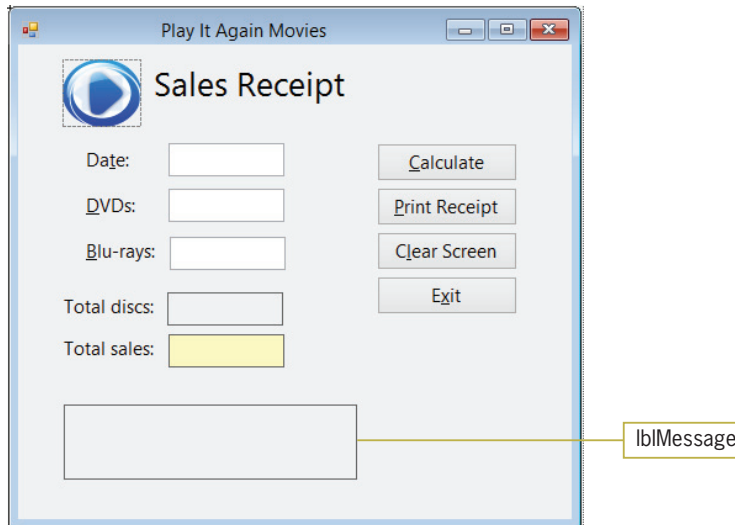 Play It Again Movies
Sales Receipt
Date:
Calculate
DVDs:
Print Receipt
Blu-rays:
Clear Screen
Total discs:
Exit
Total sales:
lblMessage